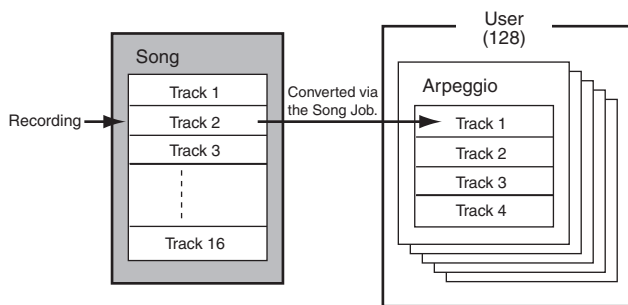 Recording
Song
Track 1
Track 2
Track 3
Track 16
Converted via
the Song Job.
User
(128)
Arpeggio
Track 1
Track 2
Track 3
Track 4